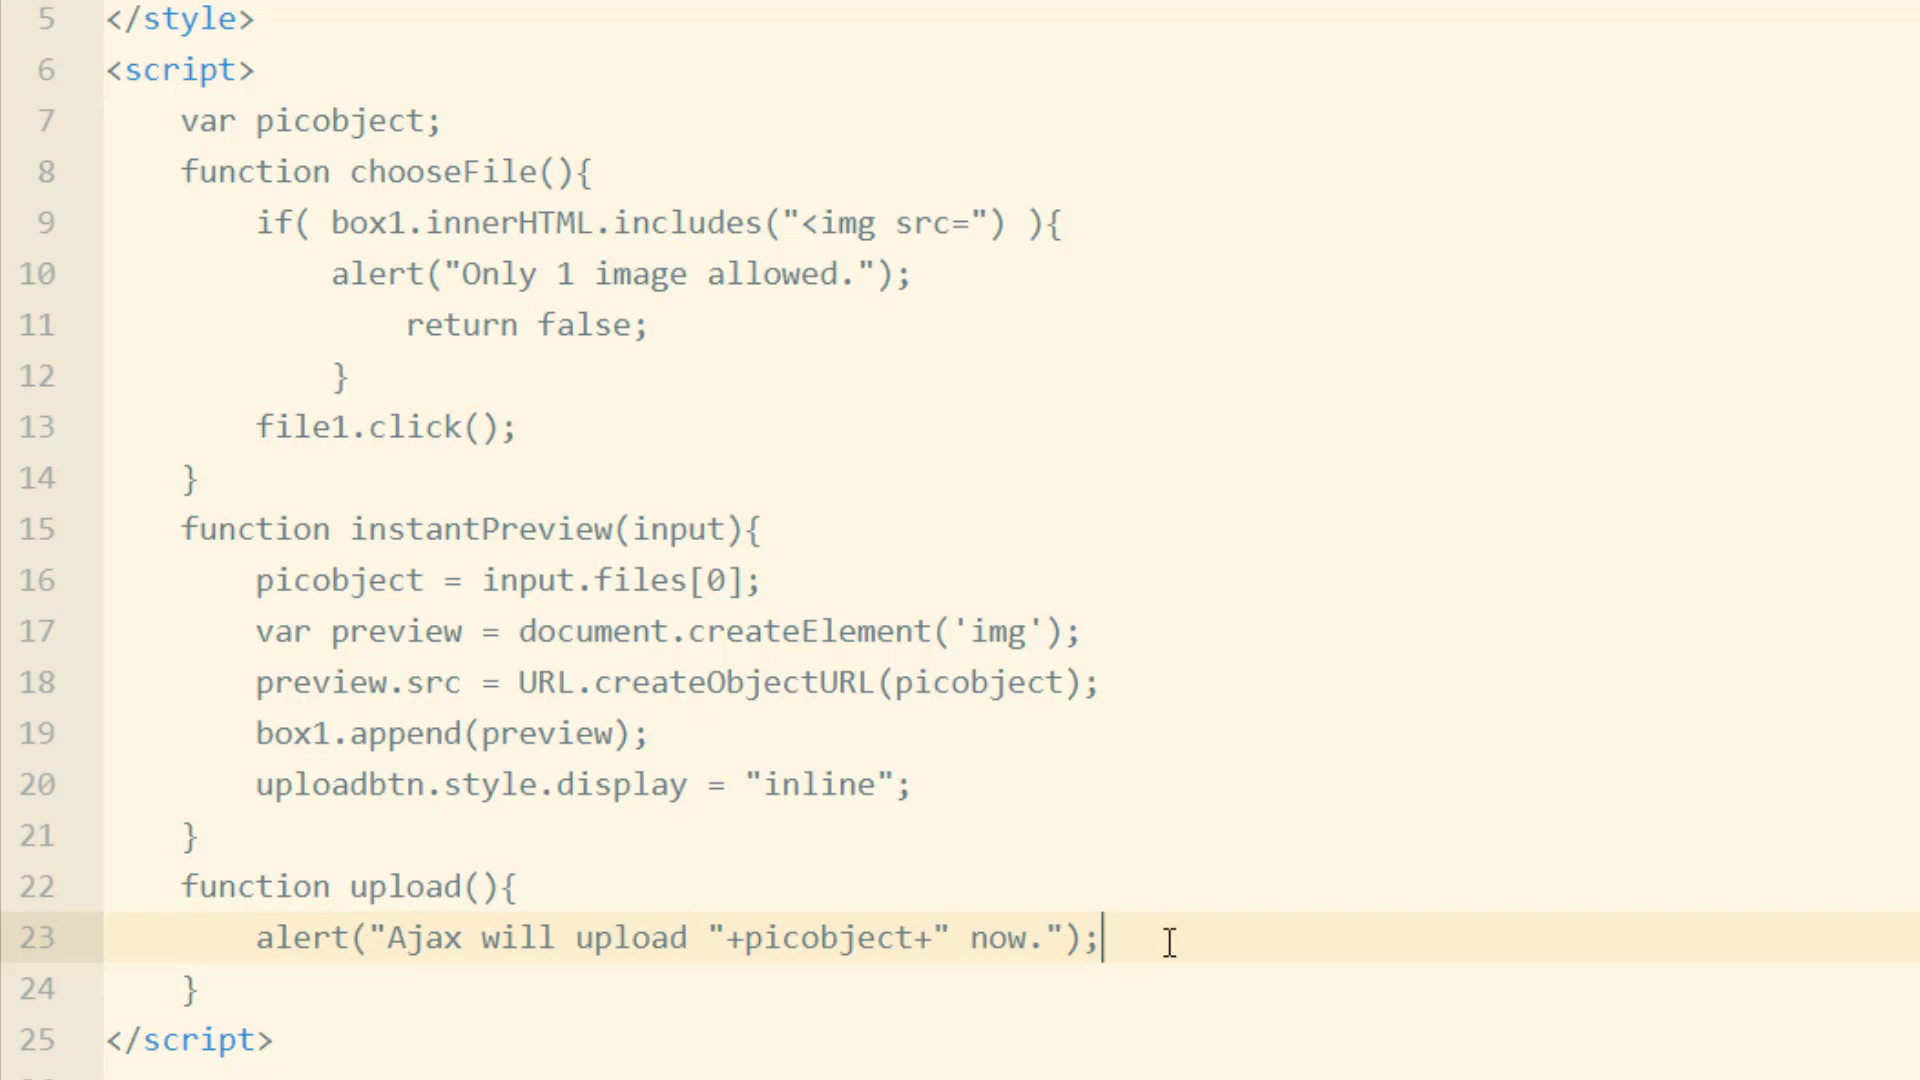 5 </style>
6 <script>
7 var picobject;
8 function chooseFile(){
9 if( box1.innerHTML.includes("<img src=") ){
10 alert("Only 1 image allowed.");
11 return false;
12 }
13 file1.click();
14 }
15 function instantPreview(input){
16 picobject = input.files[0];
17 var preview = document.createElement('img');
18 preview.src = URL.createObjectURL(picobject);
19 box1.append(preview);
20 uploadbtn.style.display = "inline";
21 }
22 function upload(){
23 alert("Ajax will upload "+picobject+" now.");
24 }
25 </script>